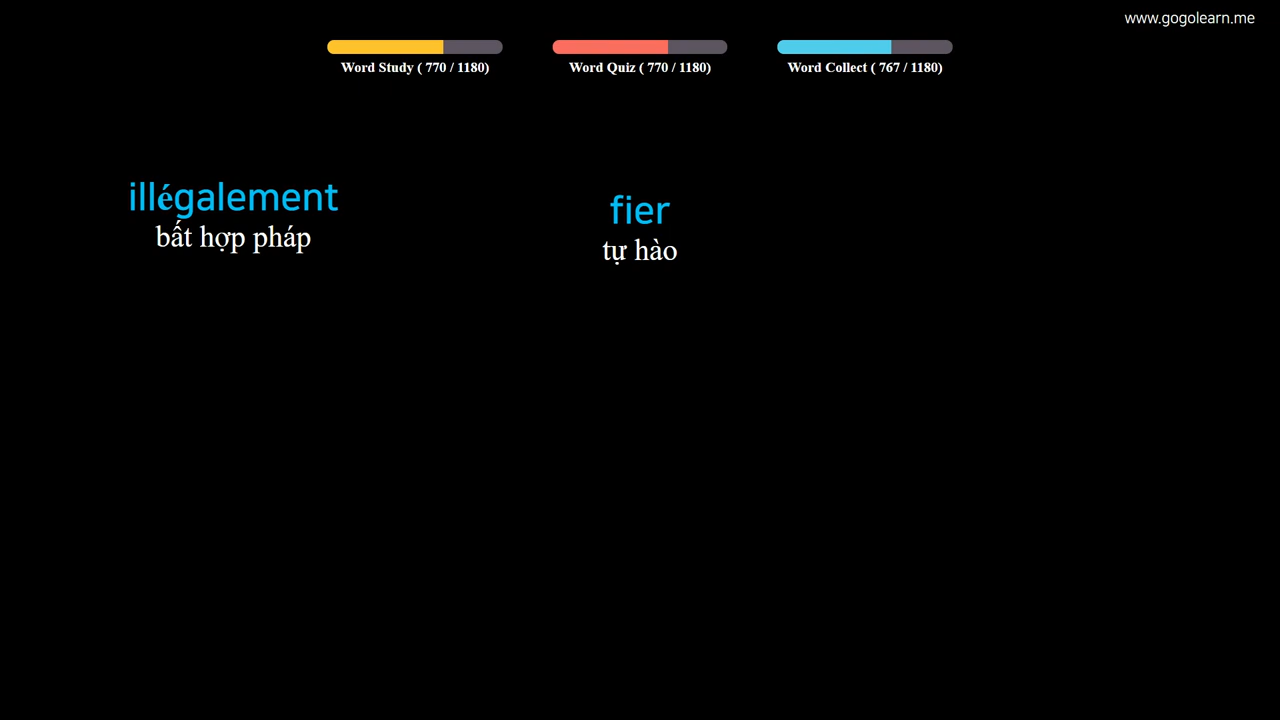 www.gogolearn.me
Word Study ( 770 / 1180)
Word Quiz ( 770 / 1180)
Word Collect ( 767 / 1180)
illégalement
bất hợp pháp
fier
tự hào